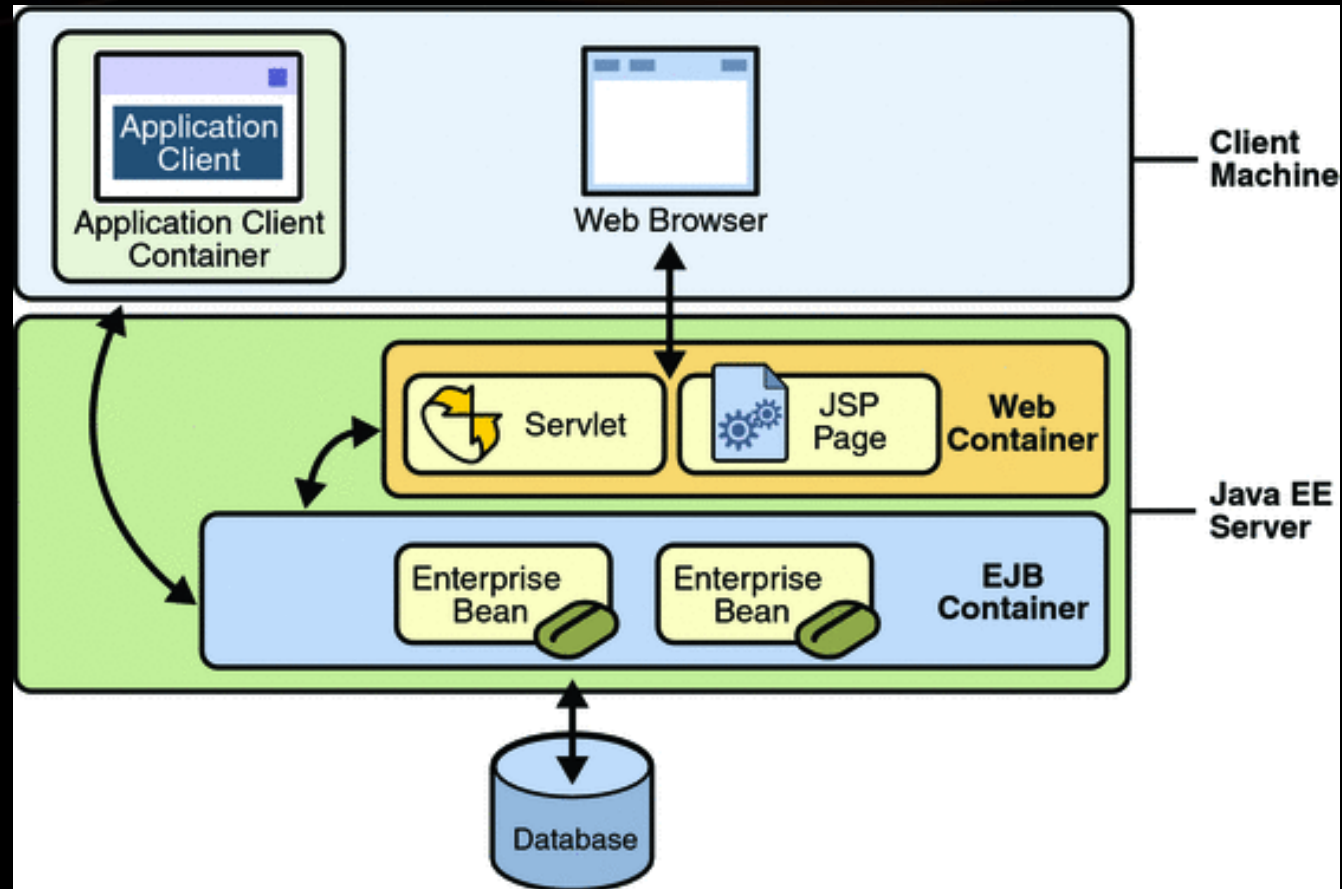 Application
Client
Application Client
Container
Web Browser
Client
Machine
Servlet
JSP
Page
Web
Container
Java EE
Server
Enterprise
Bean
Enterprise
Bean
EJB
Container
Database